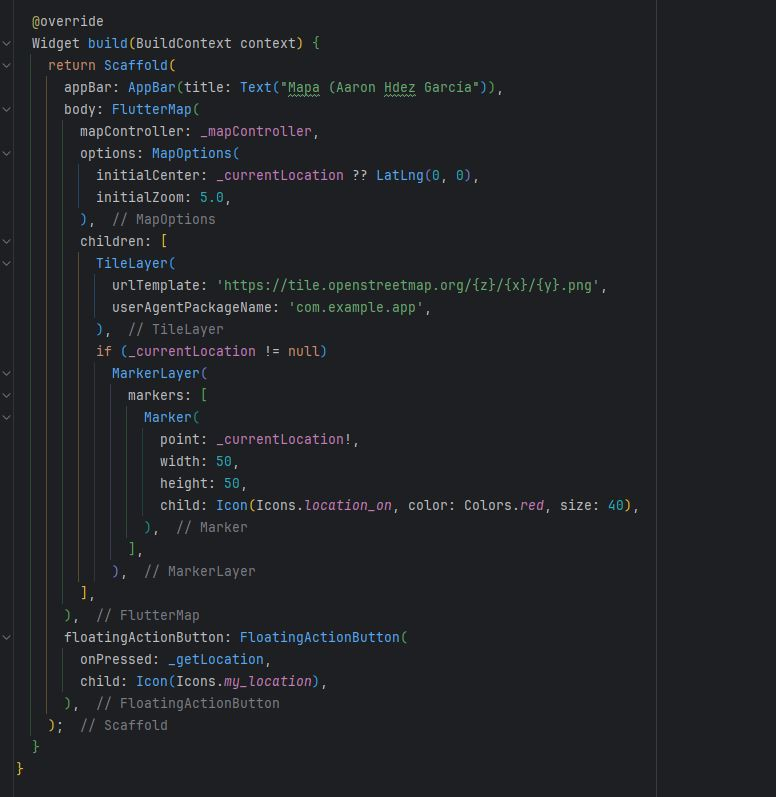 @override
Widget build(BuildContext context) {
return Scaffold(
appBar: AppBar(title: Text("Mapa (Aaron Hdez García")),
body: FlutterMap(
mapController: _mapController,
options: MapOptions(
initialCenter: _currentLocation ?? LatLng(0, 0),
initialZoom: 5.0,
), // MapOptions
children: [
TileLayer(
urlTemplate: 'https://tile.openstreetmap.org/{z}/{x}/{y}.png',
userAgentPackageName: 'com.example.app',
), // TileLayer
if (_currentLocation != null)
MarkerLayer(
markers: [
Marker(
point: _currentLocation!,
width: 50,
height: 50,
child: Icon(Icons.location_on, color: Colors.red, size: 40),
), // Marker
],
), // MarkerLayer
],
), // FlutterMap
floatingActionButton: FloatingActionButton(
onPressed: _getLocation,
child: Icon(Icons.my_location),
), // FloatingActionButton
); // Scaffold
}
}